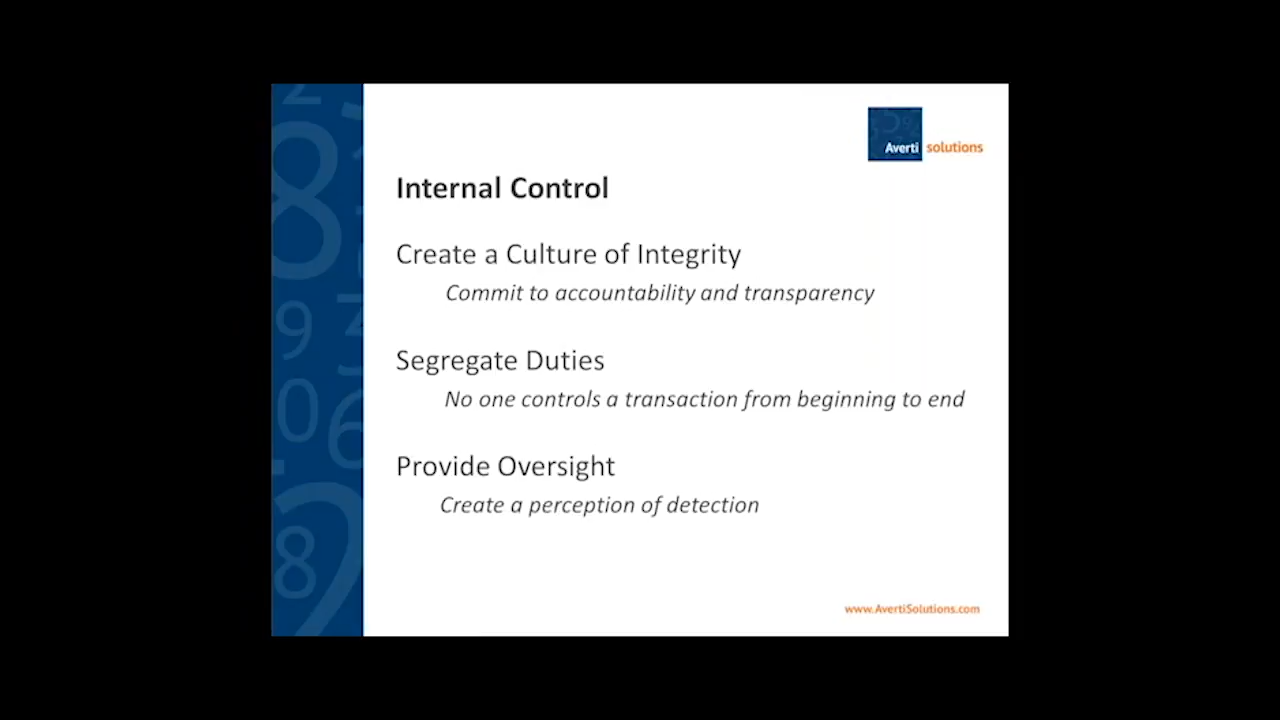 Averti solutions
Internal Control
Create a Culture of Integrity
Commit to accountability and transparency
Segregate Duties
No one controls a transaction from beginning to end
Provide Oversight
Create a perception of detection
www.AvertiSolutions.com